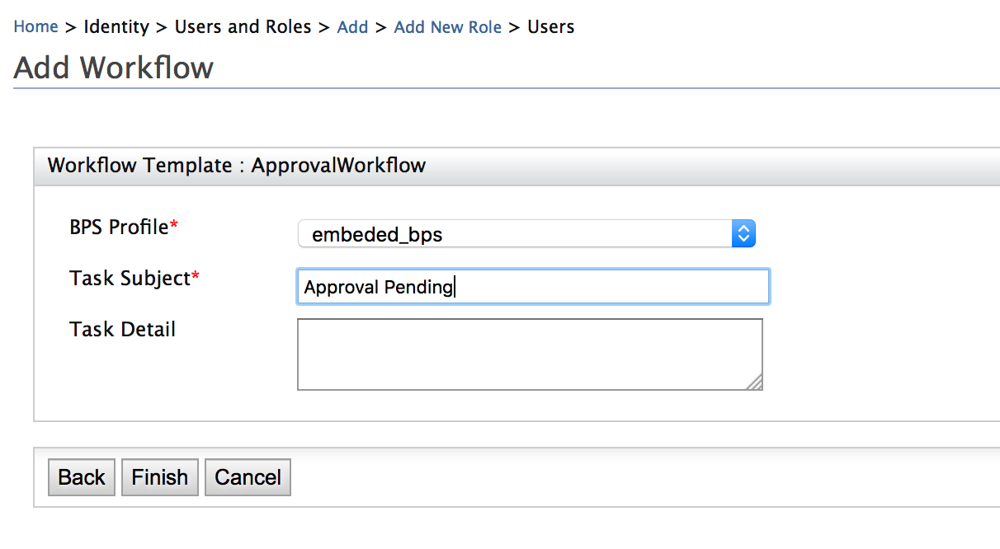 Home > Identity > Users and Roles > Add > Add New Role > Users
Add Workflow
Workflow Template : ApprovalWorkflow
BPS Profile* embeded_bps
Task Subject* Approval Pending
Task Detail
Back Finish Cancel